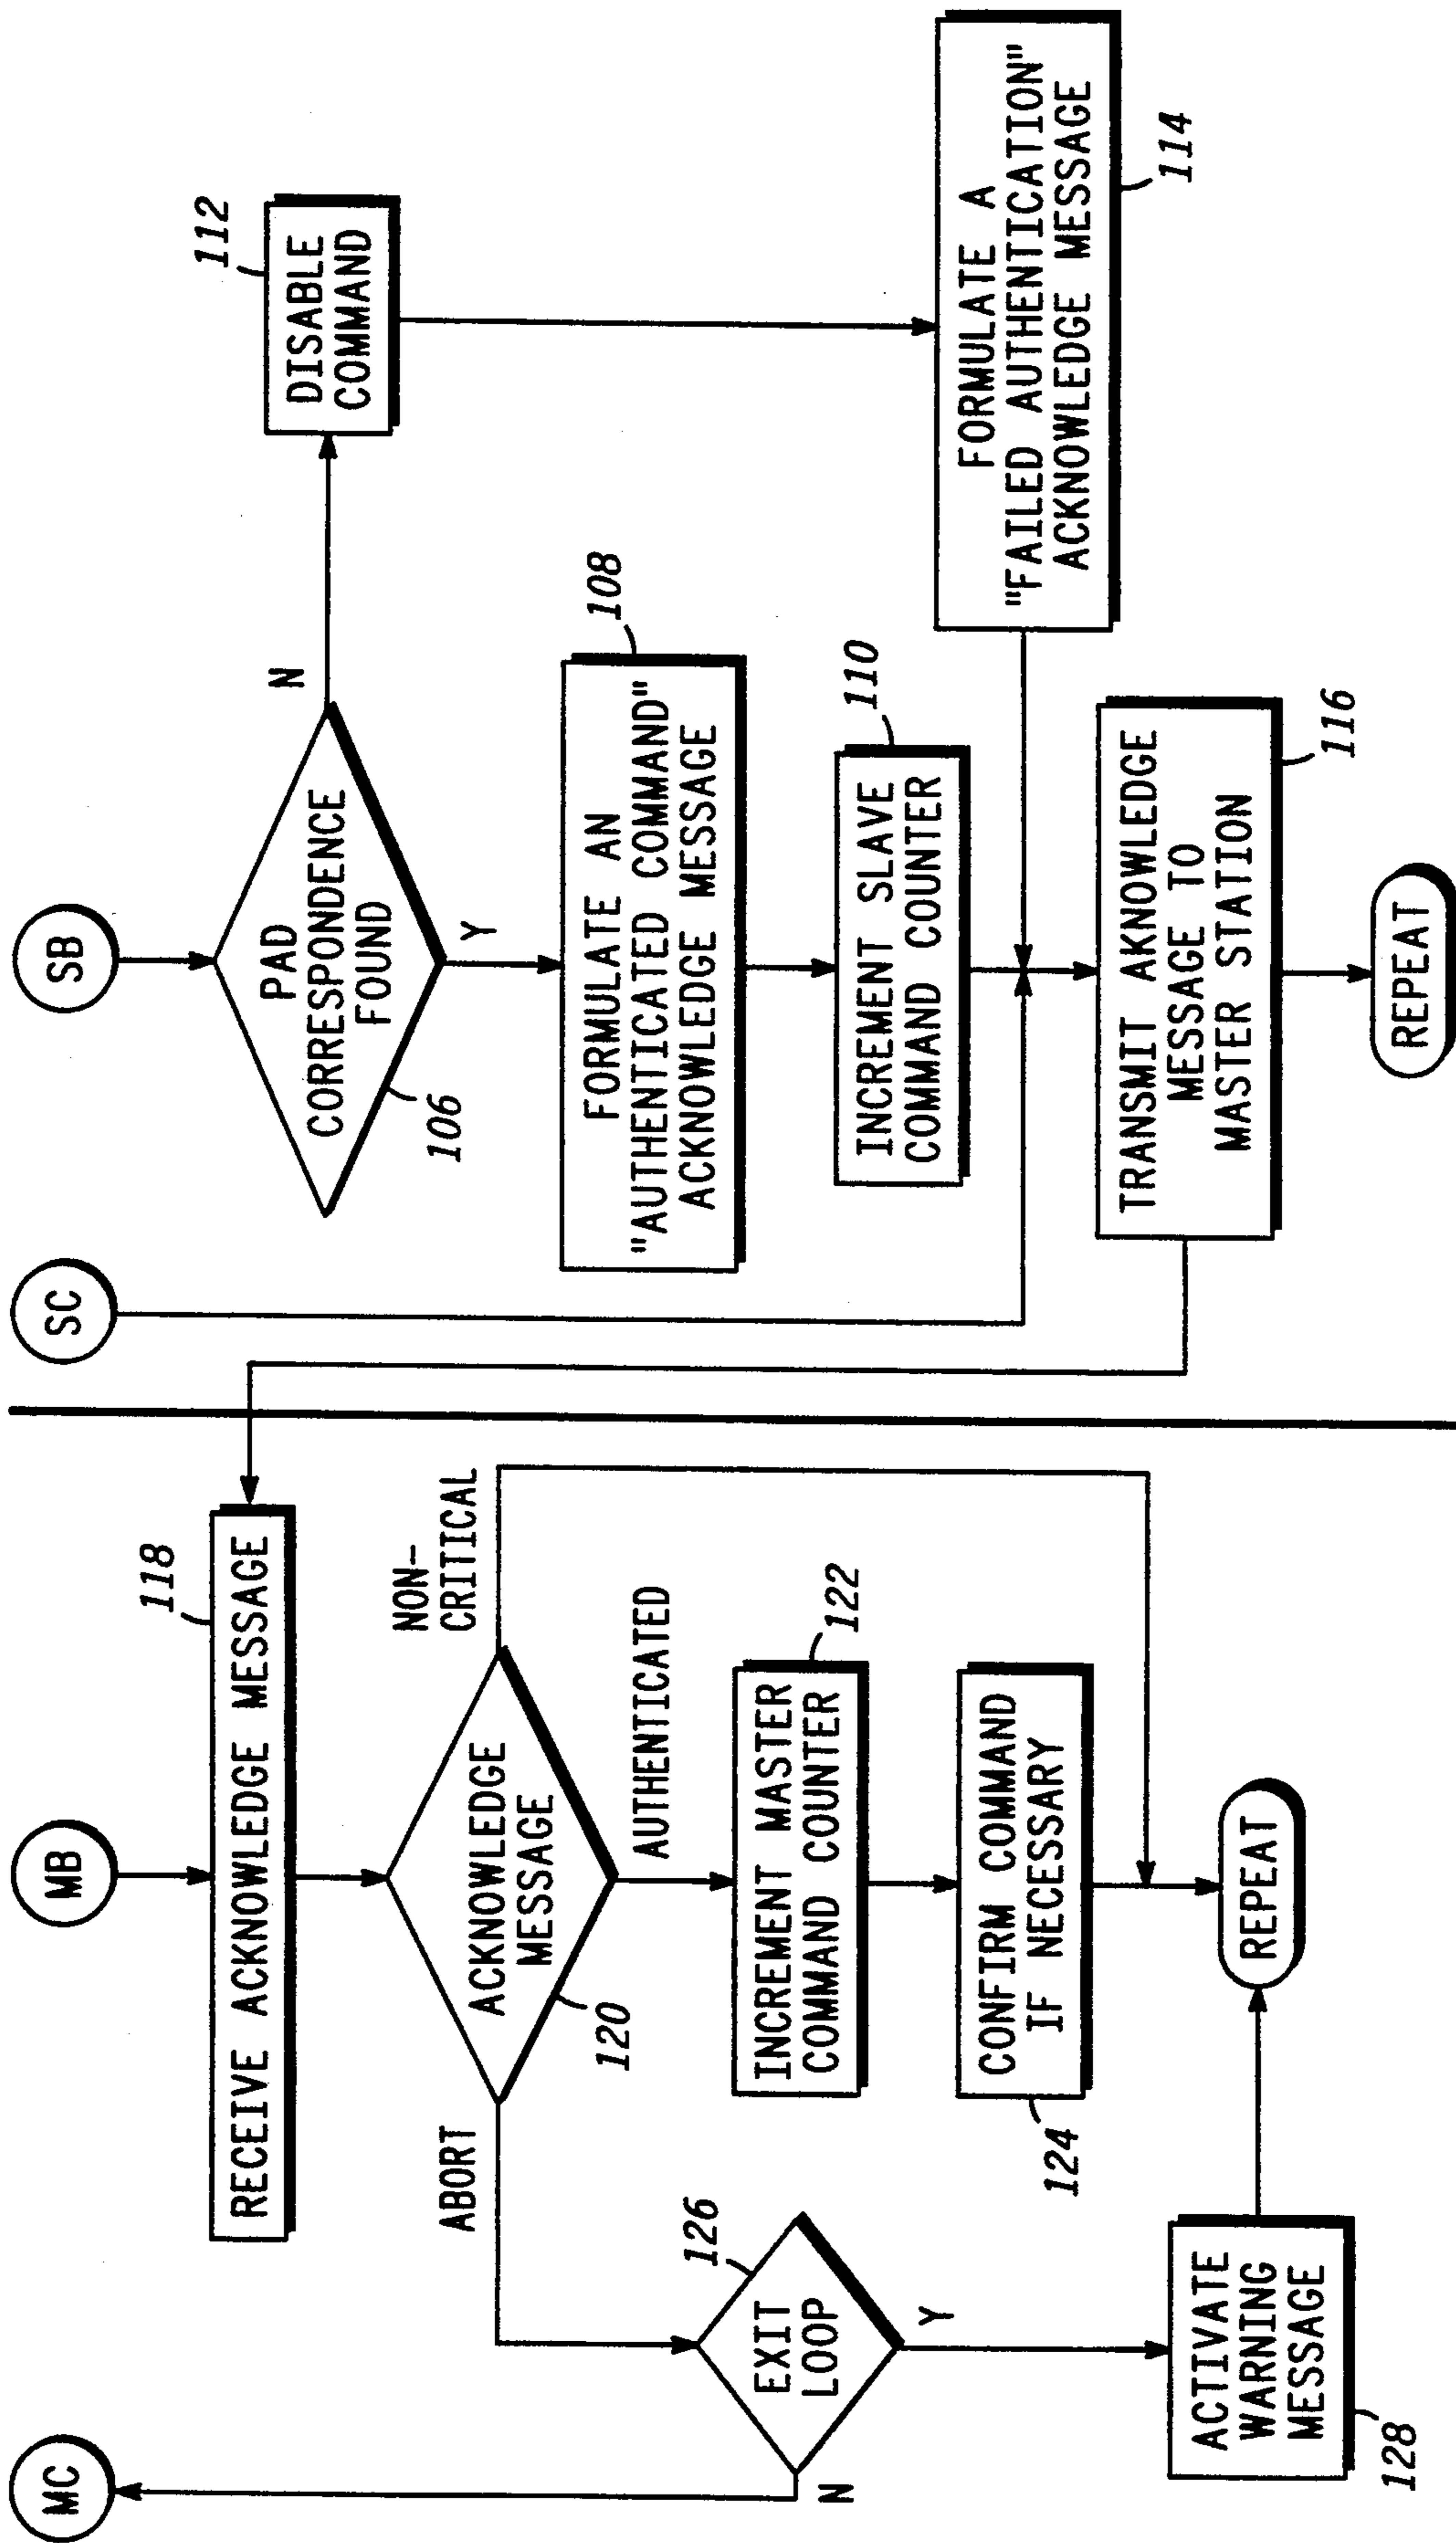 MC
MB
SC
SB
118
RECEIVE ACKNOWLEDGE MESSAGE
ABORT
ACKNOWLEDGE
MESSAGE
120
NON-
CRITICAL
AUTHENTICATED
126
EXIT
LOOP
N
Y
INCREMENT MASTER
COMMAND COUNTER
122
CONFIRM COMMAND
IF NECESSARY
124
ACTIVATE
WARNING
MESSAGE
128
REPEAT
PAD
CORRESPONDENCE
FOUND
106
N
Y
DISABLE
COMMAND
112
FORMULATE AN
"AUTHENTICATED COMMAND"
ACKNOWLEDGE MESSAGE
108
INCREMENT SLAVE
COMMAND COUNTER
110
FORMULATE A
"FAILED AUTHENTICATION"
ACKNOWLEDGE MESSAGE
114
TRANSMIT AKNOWLEDGE
MESSAGE TO
MASTER STATION
116
REPEAT